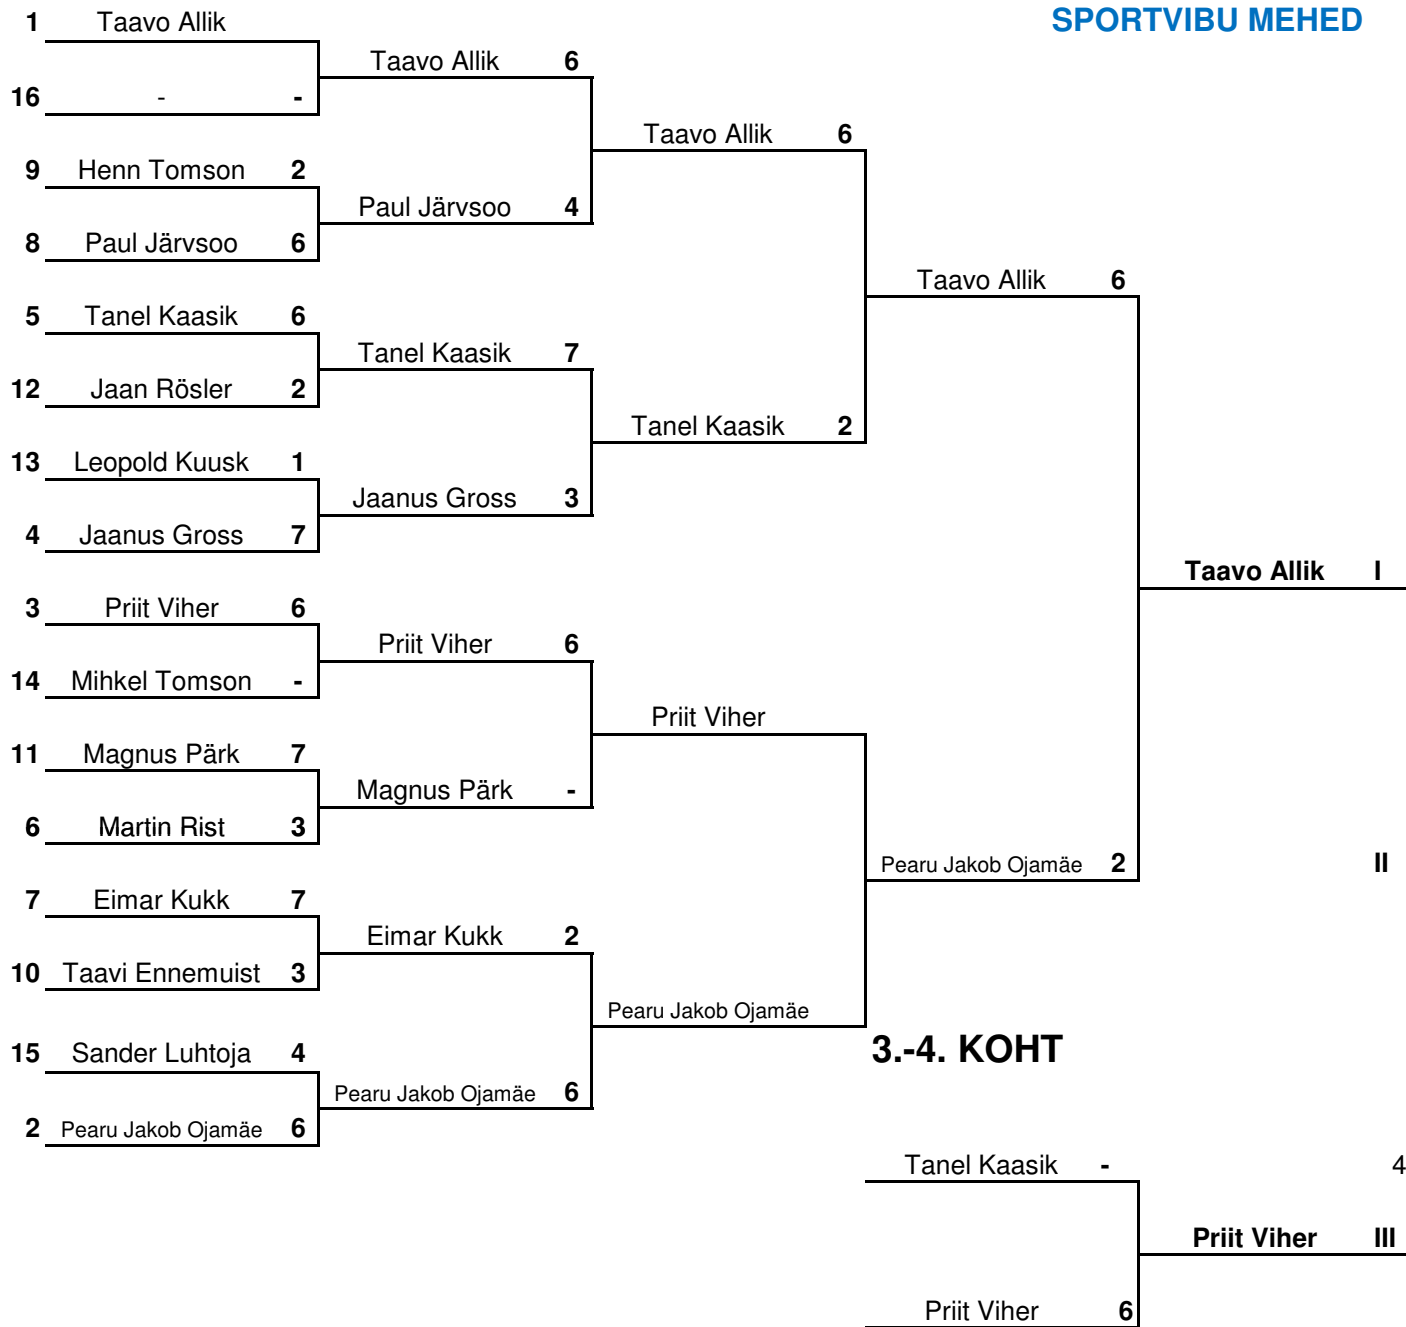 SPORTVIBU MEHED
1 Taavo Allik
Taavo Allik 6
16 - -
Taavo Allik 6
9 Henn Tomson 2
Paul Järvsoo 4
8 Paul Järvsoo 6
Taavo Allik 6
5 Tanel Kaasik 6
Tanel Kaasik 7
12 Jaan Rösler 2
Tanel Kaasik 2
13 Leopold Kuusk 1
Jaanus Gross 3
4 Jaanus Gross 7
Taavo Allik I
3 Priit Viher 6
Priit Viher 6
14 Mihkel Tomson -
Priit Viher
11 Magnus Pärk 7
Magnus Pärk -
6 Martin Rist 3
Pearu Jakob Ojamäe 2 II
7 Eimar Kukk 7
Eimar Kukk 2
10 Taavi Ennemuist 3
Pearu Jakob Ojamäe
15 Sander Luhtoja 4
3.-4. KOHT
Pearu Jakob Ojamäe 6
2 Pearu Jakob Ojamäe 6
Tanel Kaasik - 4
Priit Viher III
Priit Viher 6